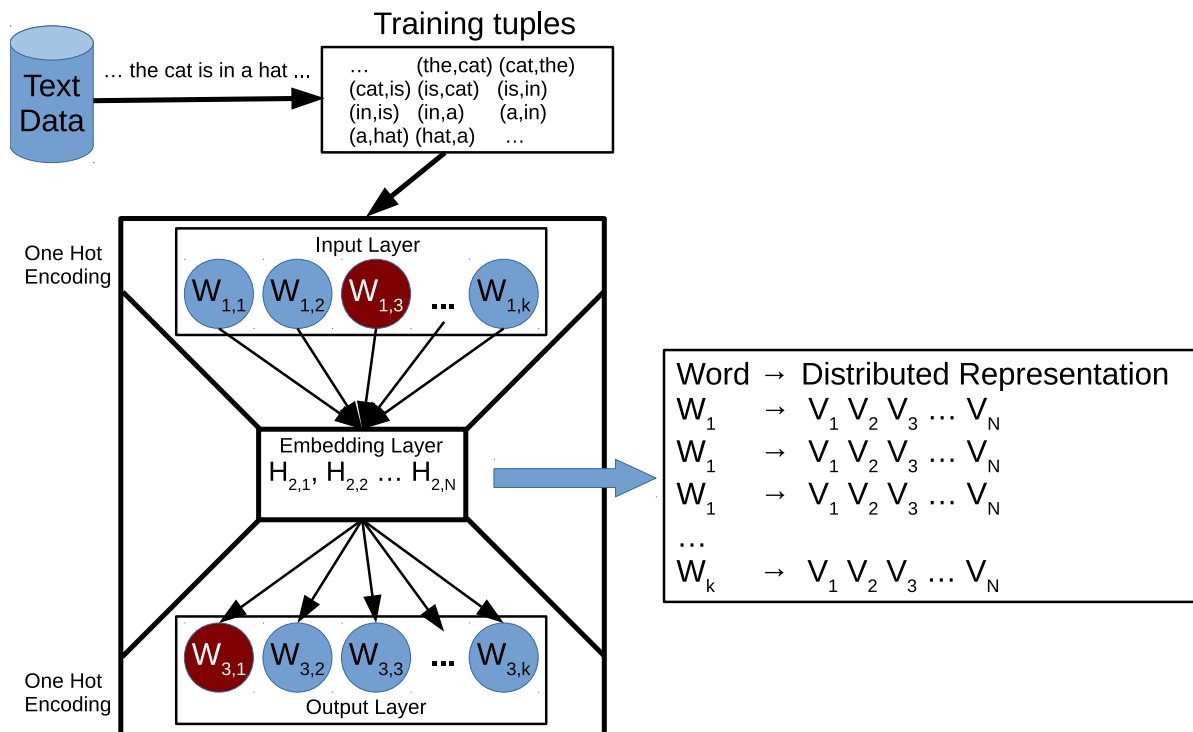 Training tuples
Text
Data
... the cat is in a hat ...
... (the,cat) (cat,the)
(cat,is) (is,cat) (is,in)
(in,is) (in,a) (a,in)
(a,hat) (hat,a) ...
One Hot
Encoding
Input Layer
W1,1 W1,2 W1,3 ... W1,k
Embedding Layer
H2,1, H2,2 ... H2,N
Word → Distributed Representation
W1 → V1 V2 V3 ... VN
W1 → V1 V2 V3 ... VN
W1 → V1 V2 V3 ... VN
...
Wk → V1 V2 V3 ... VN
W3,1 W3,2 W3,3 ... W3,k
Output Layer
One Hot
Encoding